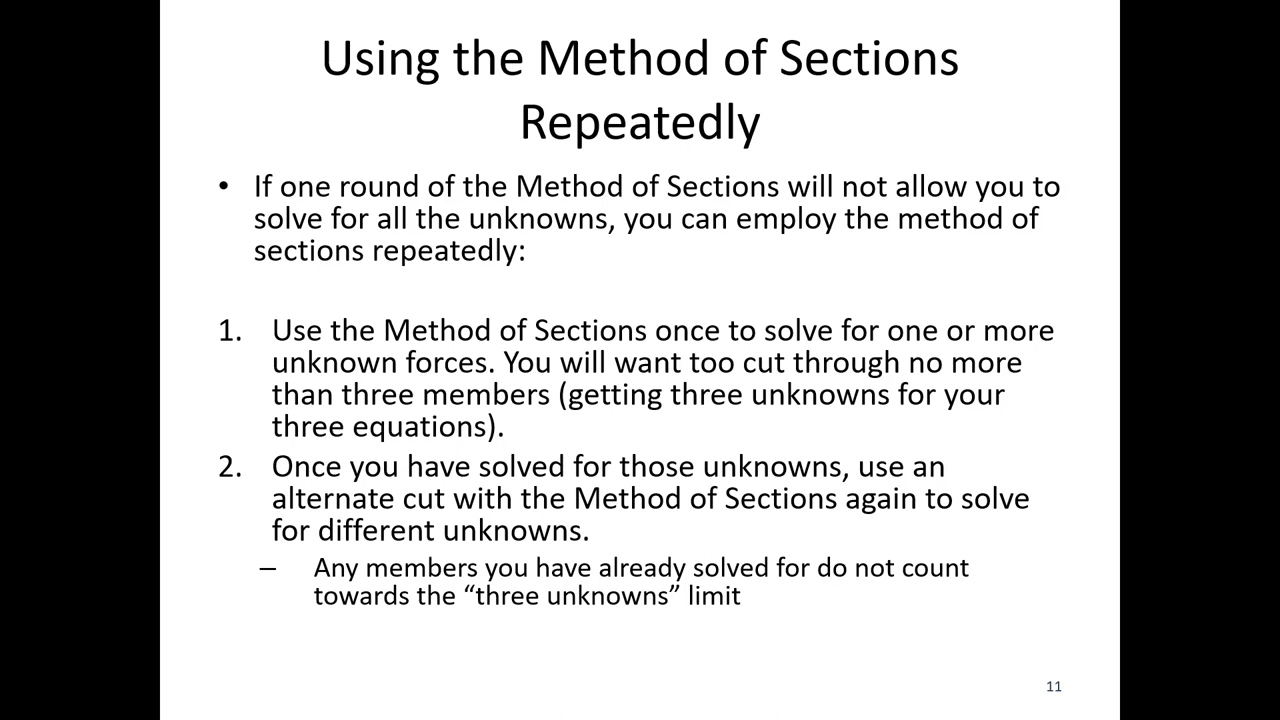 Using the Method of Sections
Repeatedly
• If one round of the Method of Sections will not allow you to
solve for all the unknowns, you can employ the method of
sections repeatedly:
1. Use the Method of Sections once to solve for one or more
unknown forces. You will want too cut through no more
than three members (getting three unknowns for your
three equations).
2. Once you have solved for those unknowns, use an
alternate cut with the Method of Sections again to solve
for different unknowns.
– Any members you have already solved for do not count
towards the “three unknowns” limit
11